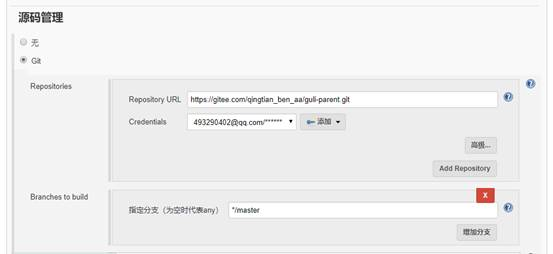 源码管理
无
Git
Repositories
Repository URL https://gitee.com/qingtian_ben_aa/guli-parent.git
Credentials 493290402@qq.com/****** 添加
高级...
Add Repository
Branches to build
X
指定分支（为空时代表any） */master
增加分支